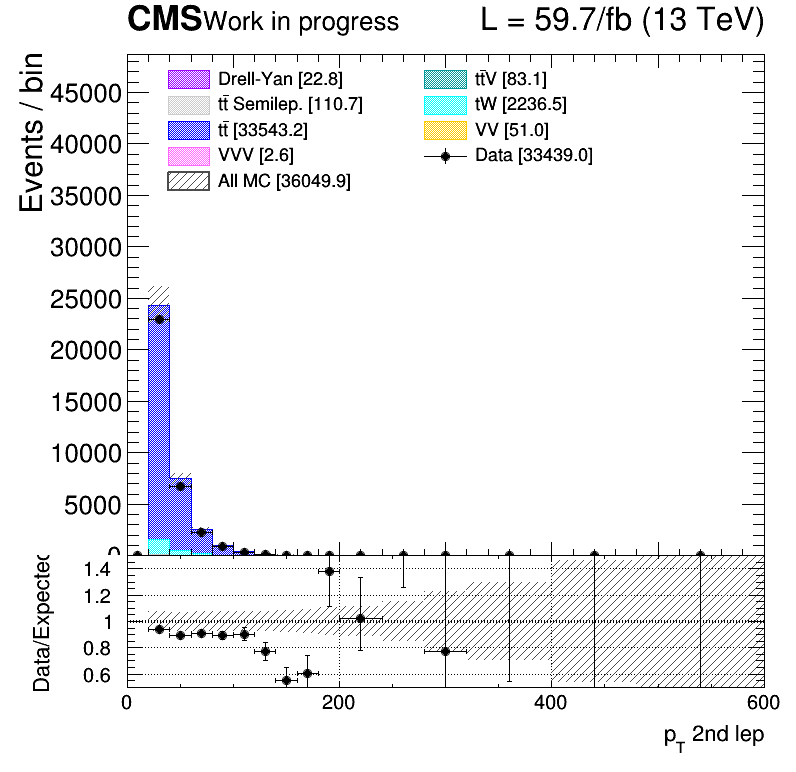 CMS Work in progress L = 59.7/fb (13 TeV)
Events / bin
45000
40000
35000
30000
25000
20000
15000
10000
5000
0
Drell-Yan [22.8]
tt̄ Semilep. [110.7]
tt̄ [33543.2]
VVV [2.6]
All MC [36049.9]
tt̄V [83.1]
tW [2236.5]
VV [51.0]
Data [33439.0]
Data/Expected
1.4
1.2
1
0.8
0.6
0 200 400 600
p_T 2nd lep